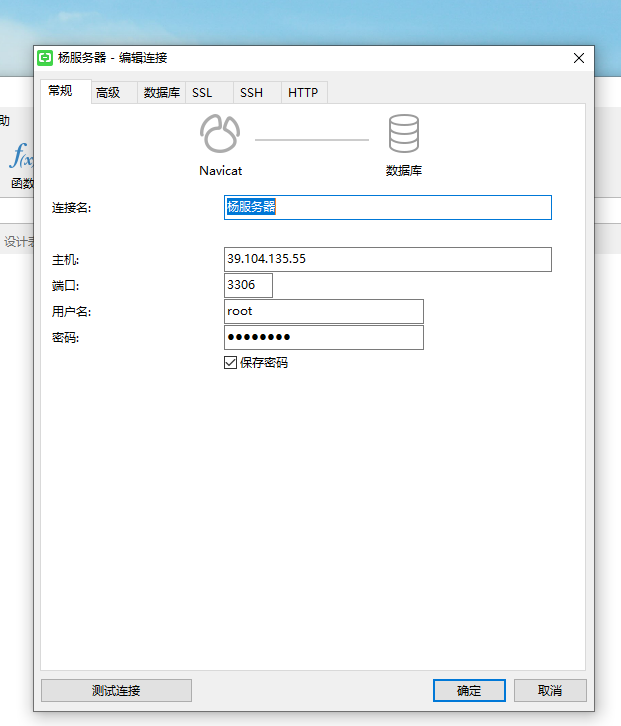 杨服务器 - 编辑连接
常规 高级 数据库 SSL SSH HTTP
助
函数
设计表
Navicat 数据库
连接名: 杨服务器
主机: 39.104.135.55
端口: 3306
用户名: root
密码: ●●●●●●●●
保存密码
测试连接 确定 取消